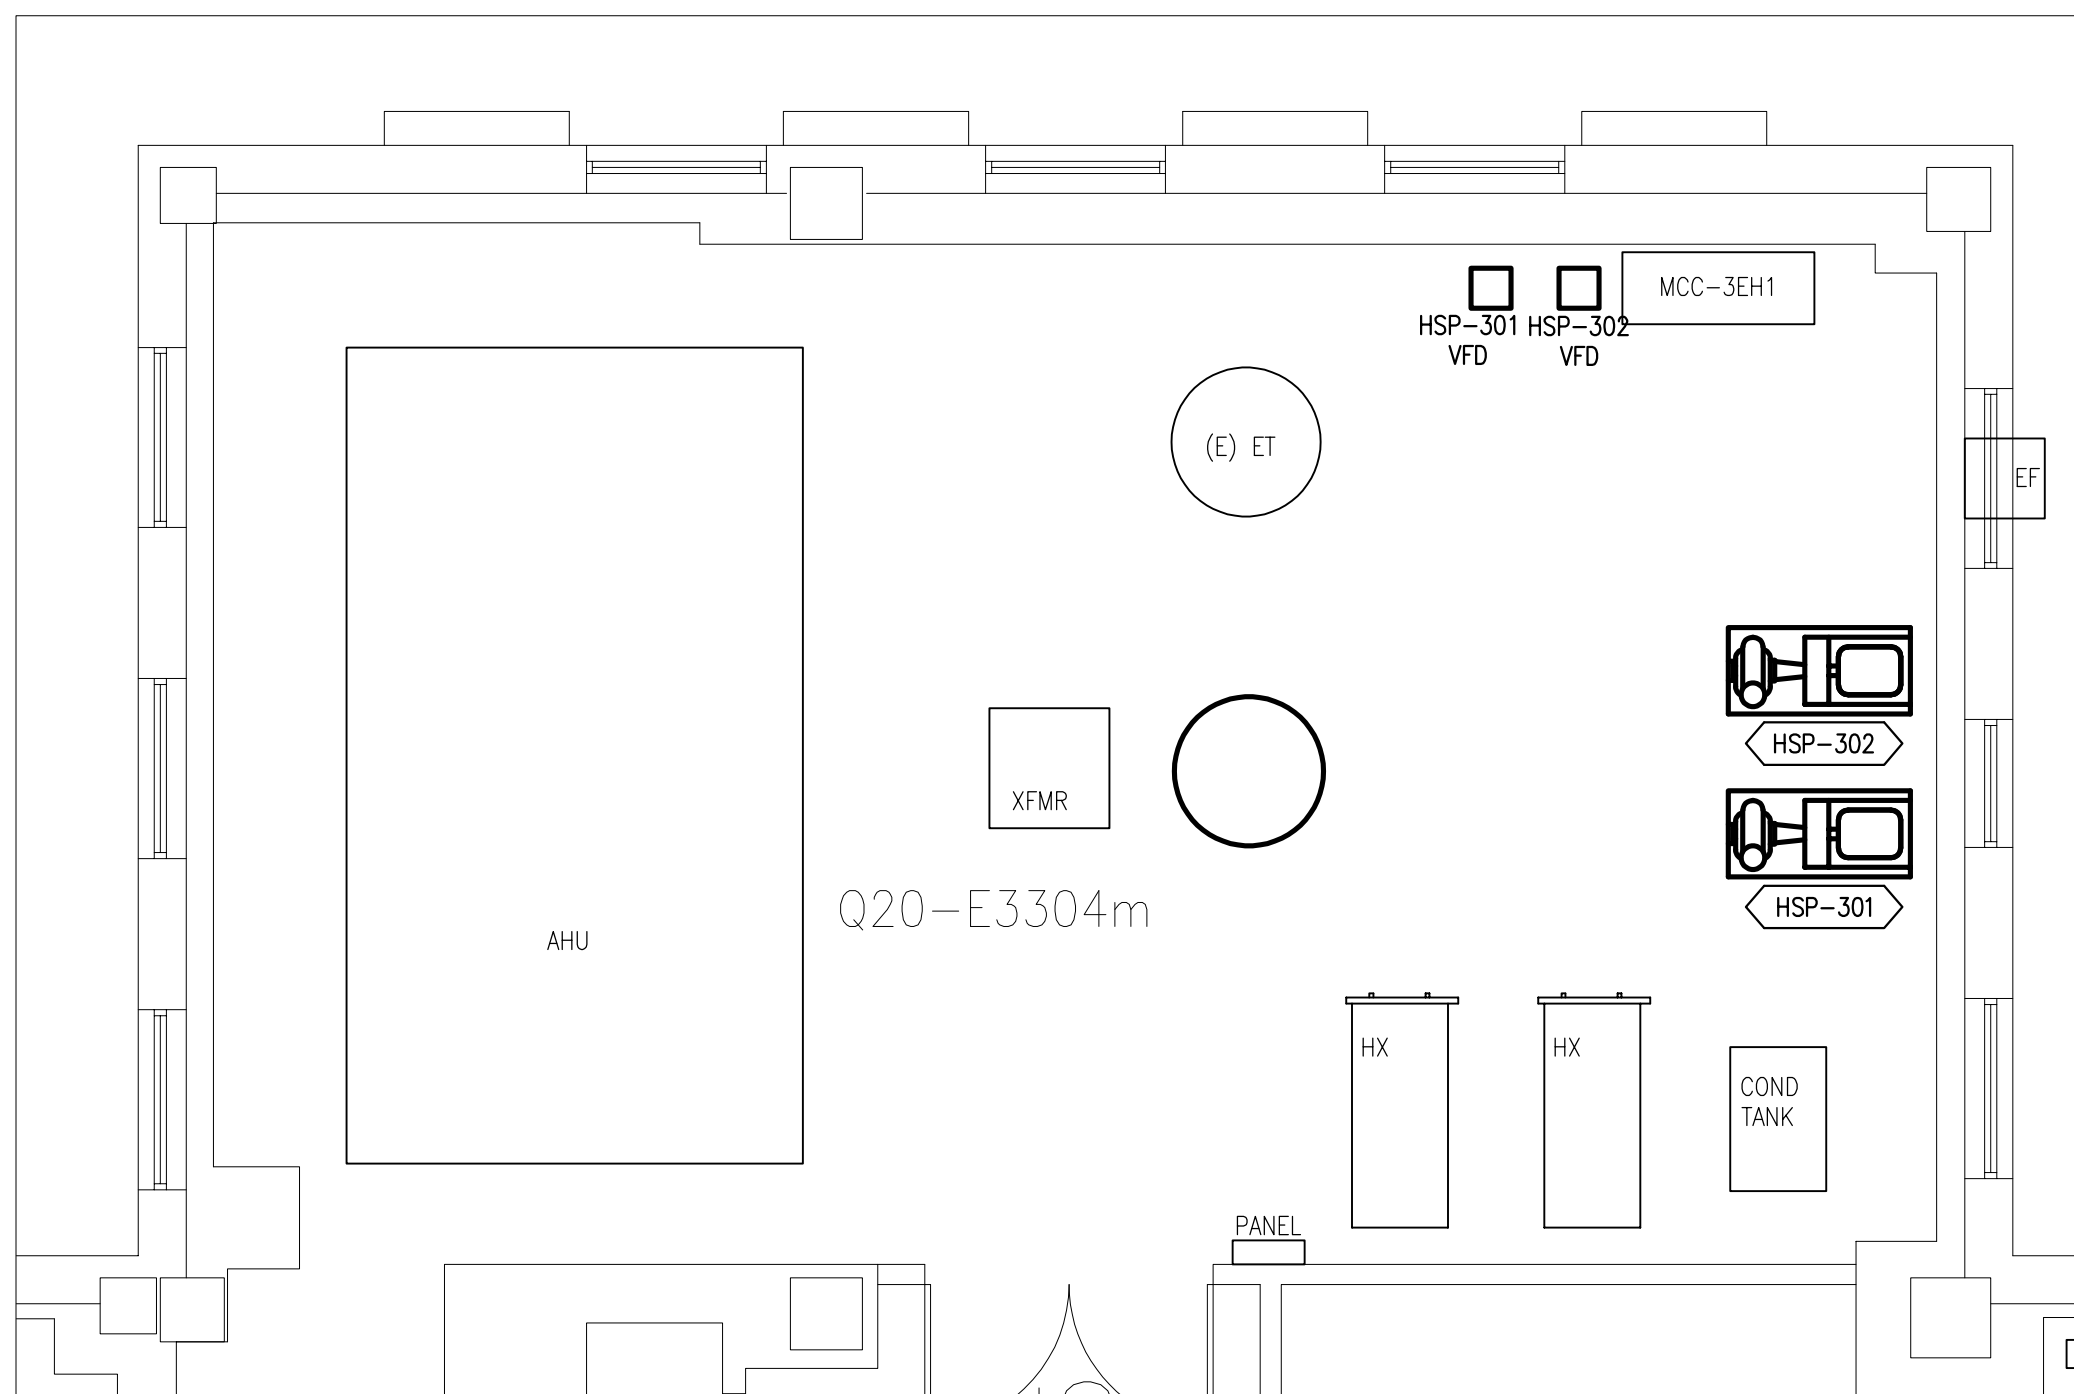 MCC-3EH1
HSP-301 HSP-302
VFD VFD
(E) ET
EF
HSP-302
XFMR
HSP-301
Q20-E3304m
AHU
HX HX
COND
TANK
PANEL